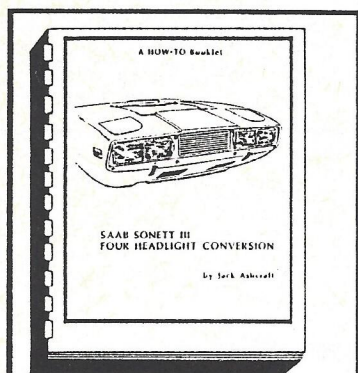 A HOW-TO Booklet
SAAB SONETT III
FOUR HEADLIGHT CONVERSION
by Jack Ashcraft